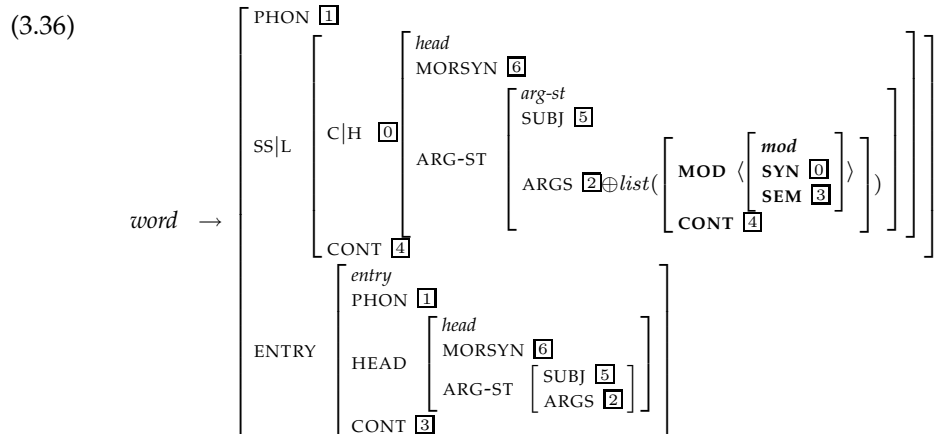 (3.36)
PHON 1
head
MORSYN 6
arg-st
SUBJ 5
SS|L C|H 0 ARG-ST ARGS 2⊕list( MOD ⟨ mod
SYN 0
SEM 3 ⟩ )
CONT 4
CONT 4
word →
entry
PHON 1
head
MORSYN 6
ENTRY HEAD ARG-ST SUBJ 5
ARGS 2
CONT 3